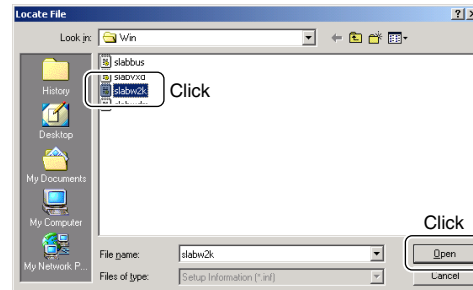 Locate File
Look in:
Win
slabbus
slabvxd
slabw2k
Click
History
Desktop
My Documents
My Computer
My Network P...
Click
File name:
slabw2k
Open
Files of type:
Setup Information (*.inf)
Cancel